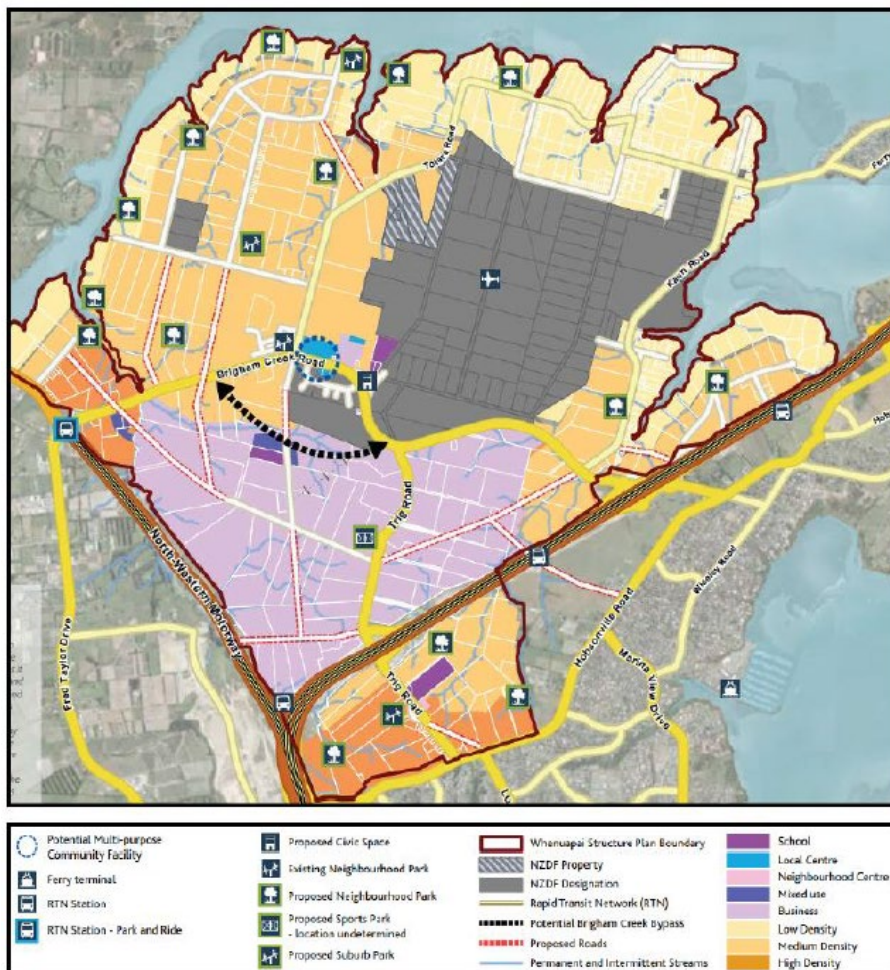 Totara Road
Kauri Road
Brigham Creek Road
Trig Road
North-Western Motorway
Fred Taylor Drive
Hobsonville Road
Wiseley Road
Marina View Drive
Trig Road
Potential Multi-purpose
Community Facility
Ferry terminal
RTN Station
RTN Station - Park and Ride
Proposed Civic Space
Existing Neighbourhood Park
Proposed Neighbourhood Park
Proposed Sports Park
- location undetermined
Proposed Suburb Park
Whenuapai Structure Plan Boundary
NZDF Property
NZDF Designation
Rapid Transit Network (RTN)
Potential Brigham Creek Bypass
Proposed Roads
Permanent and Intermittent Streams
School
Local Centre
Neighbourhood Centre
Mixed use
Business
Low Density
Medium Density
High Density